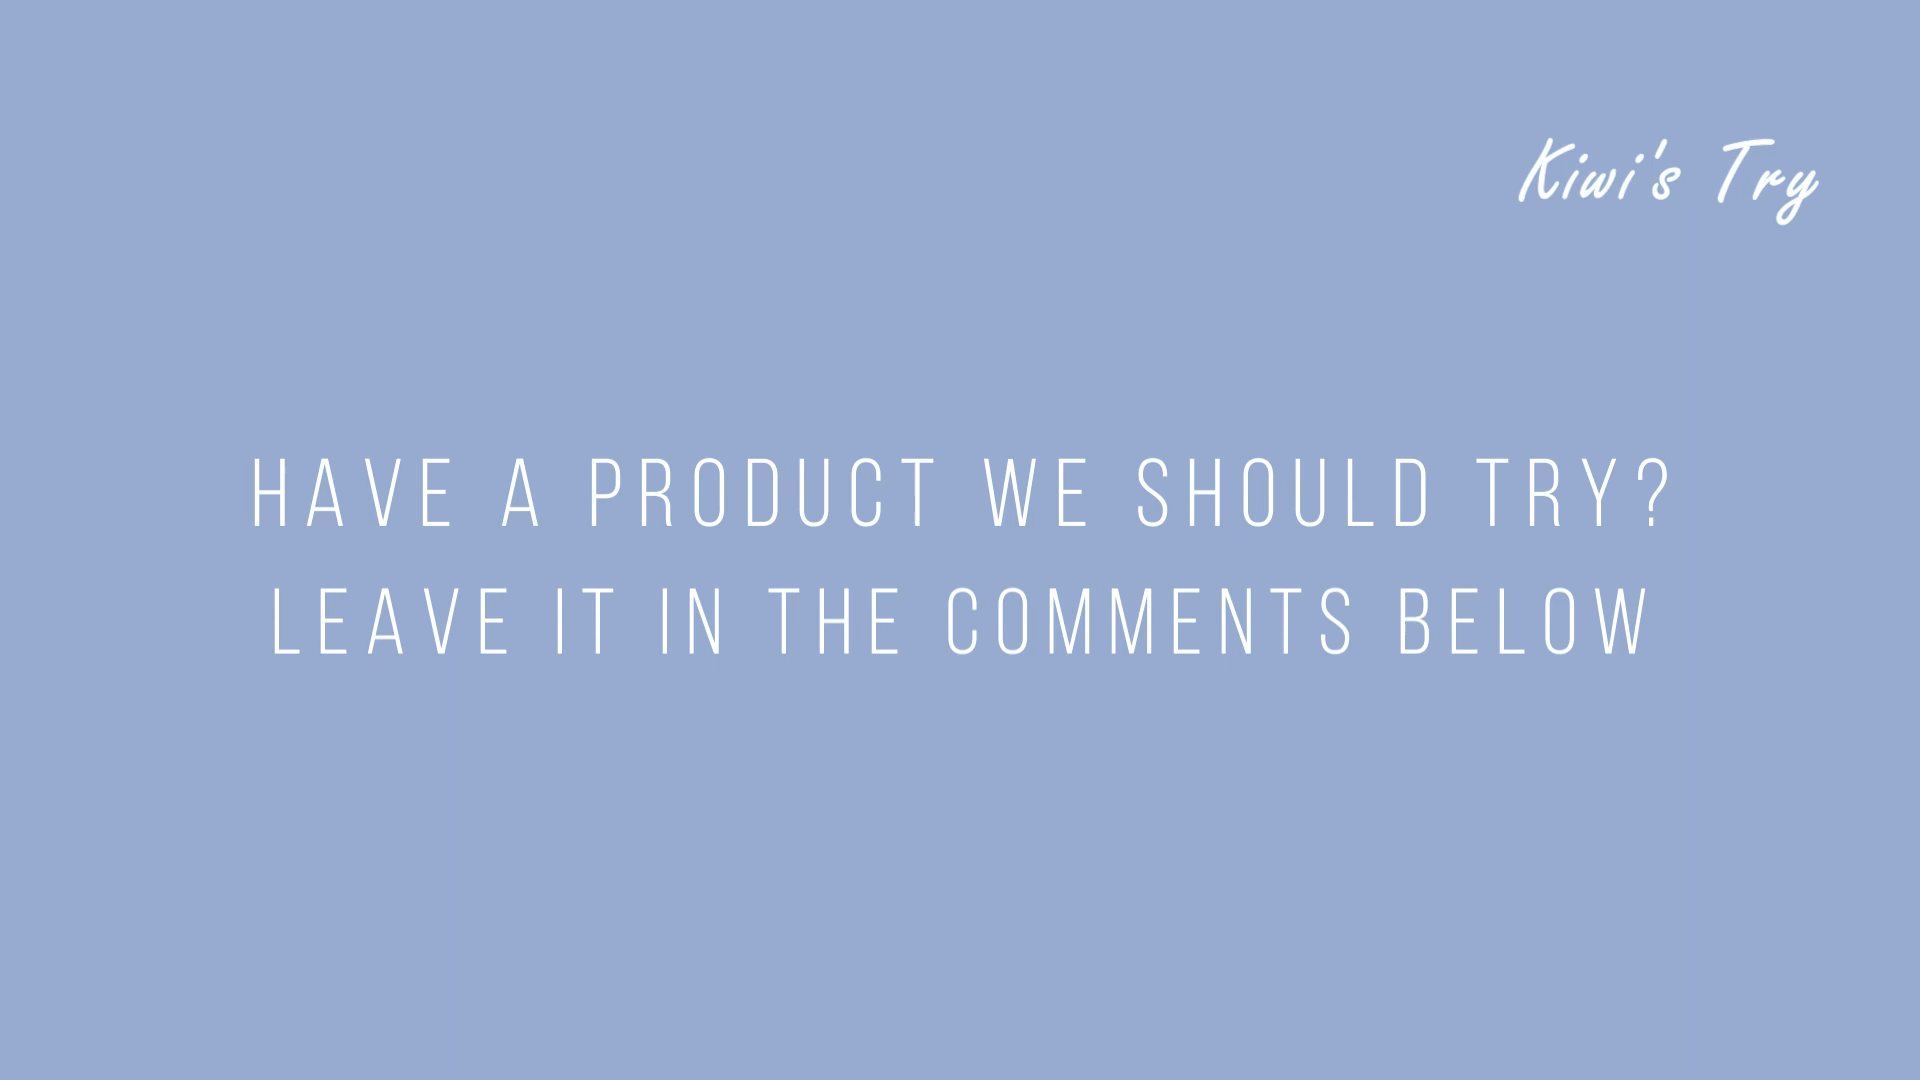 Kiwi's Try
HAVE A PRODUCT WE SHOULD TRY?
LEAVE IT IN THE COMMENTS BELOW